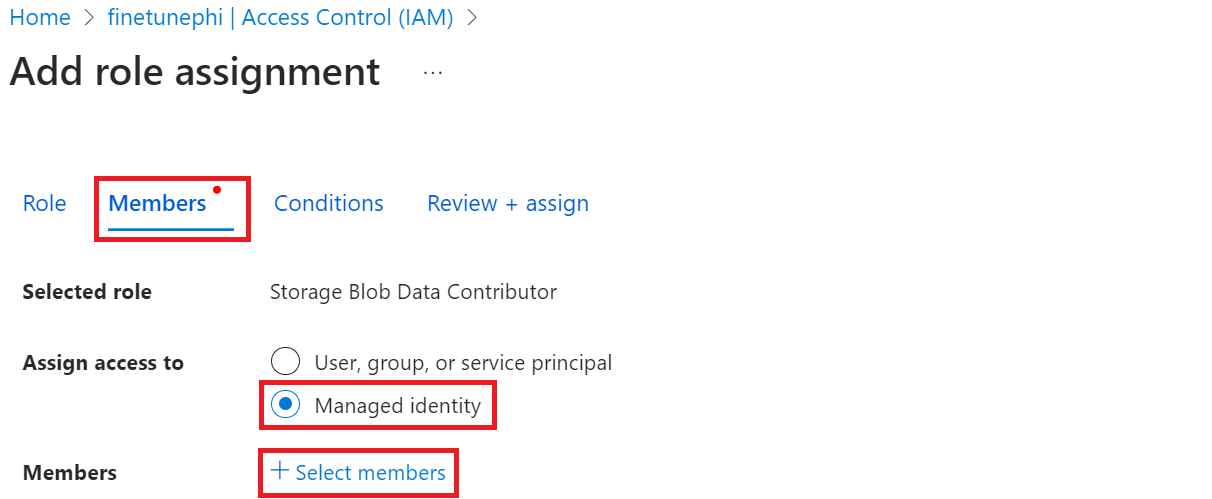 Home > finetunephi | Access Control (IAM) >
Add role assignment ...
Role Members Conditions Review + assign
Selected role Storage Blob Data Contributor
Assign access to User, group, or service principal
Managed identity
Members + Select members